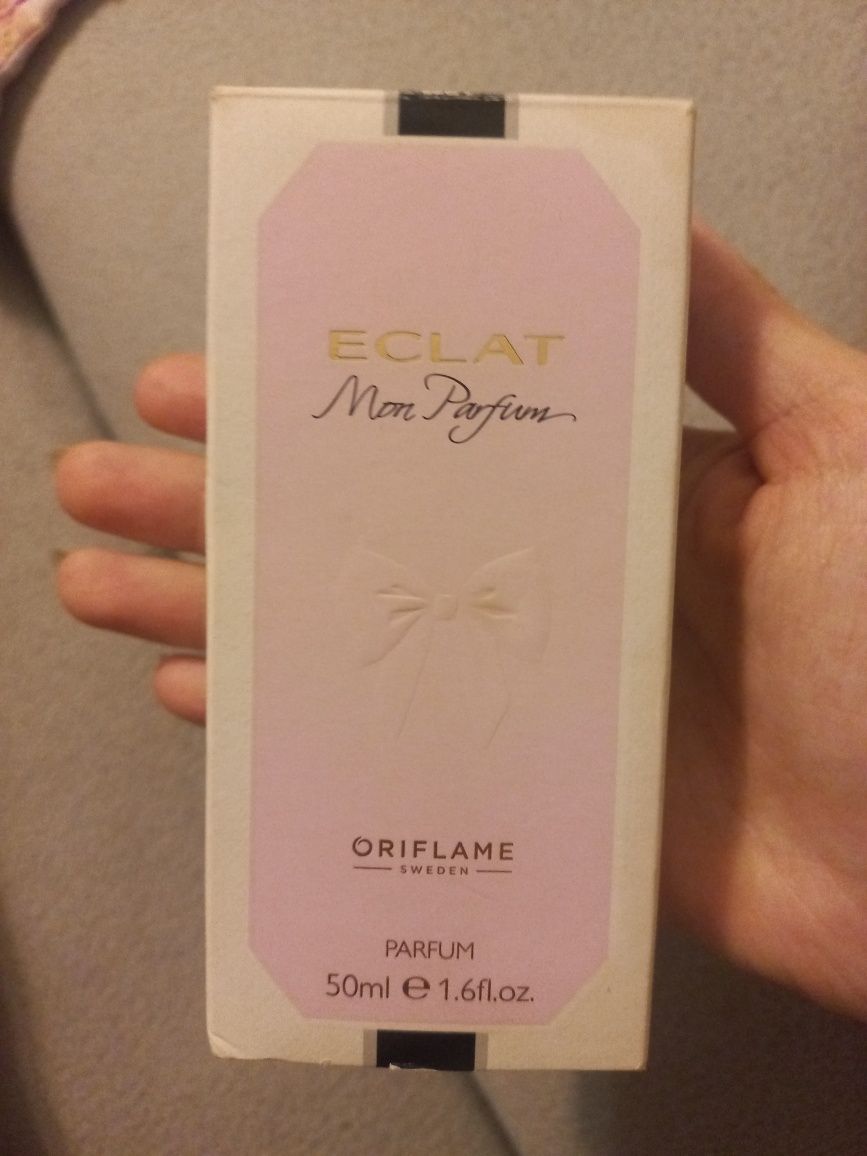 ECLAT
Mon Parfum
ORIFLAME
SWEDEN
PARFUM
50ml ℮ 1.6fl.oz.